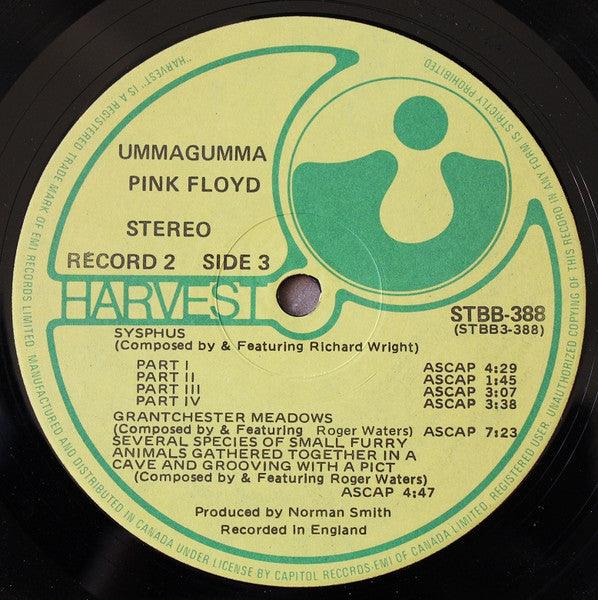 "HARVEST" IS A REGISTERED TRADE MARK OF EMI RECORDS LIMITED. MANUFACTURED AND DISTRIBUTED IN CANADA UNDER LICENSE BY CAPITOL RECORDS-EMI OF CANADA LIMITED, REGISTERED USER. UNAUTHORIZED COPYING OF THIS RECORD IN ANY FORM IS STRICTLY PROHIBITED
UMMAGUMMA
PINK FLOYD
STEREO
RECORD 2 SIDE 3
HARVEST
STBB-388
(STBB3-388)
SYSPHUS
(Composed by & Featuring Richard Wright)
PART I ASCAP 4:29
PART II ASCAP 1:45
PART III ASCAP 3:07
PART IV ASCAP 3:38
GRANTCHESTER MEADOWS
(Composed by & Featuring Roger Waters) ASCAP 7:23
SEVERAL SPECIES OF SMALL FURRY
ANIMALS GATHERED TOGETHER IN A
CAVE AND GROOVING WITH A PICT
(Composed by & Featuring Roger Waters)
ASCAP 4:47
Produced by Norman Smith
Recorded in England